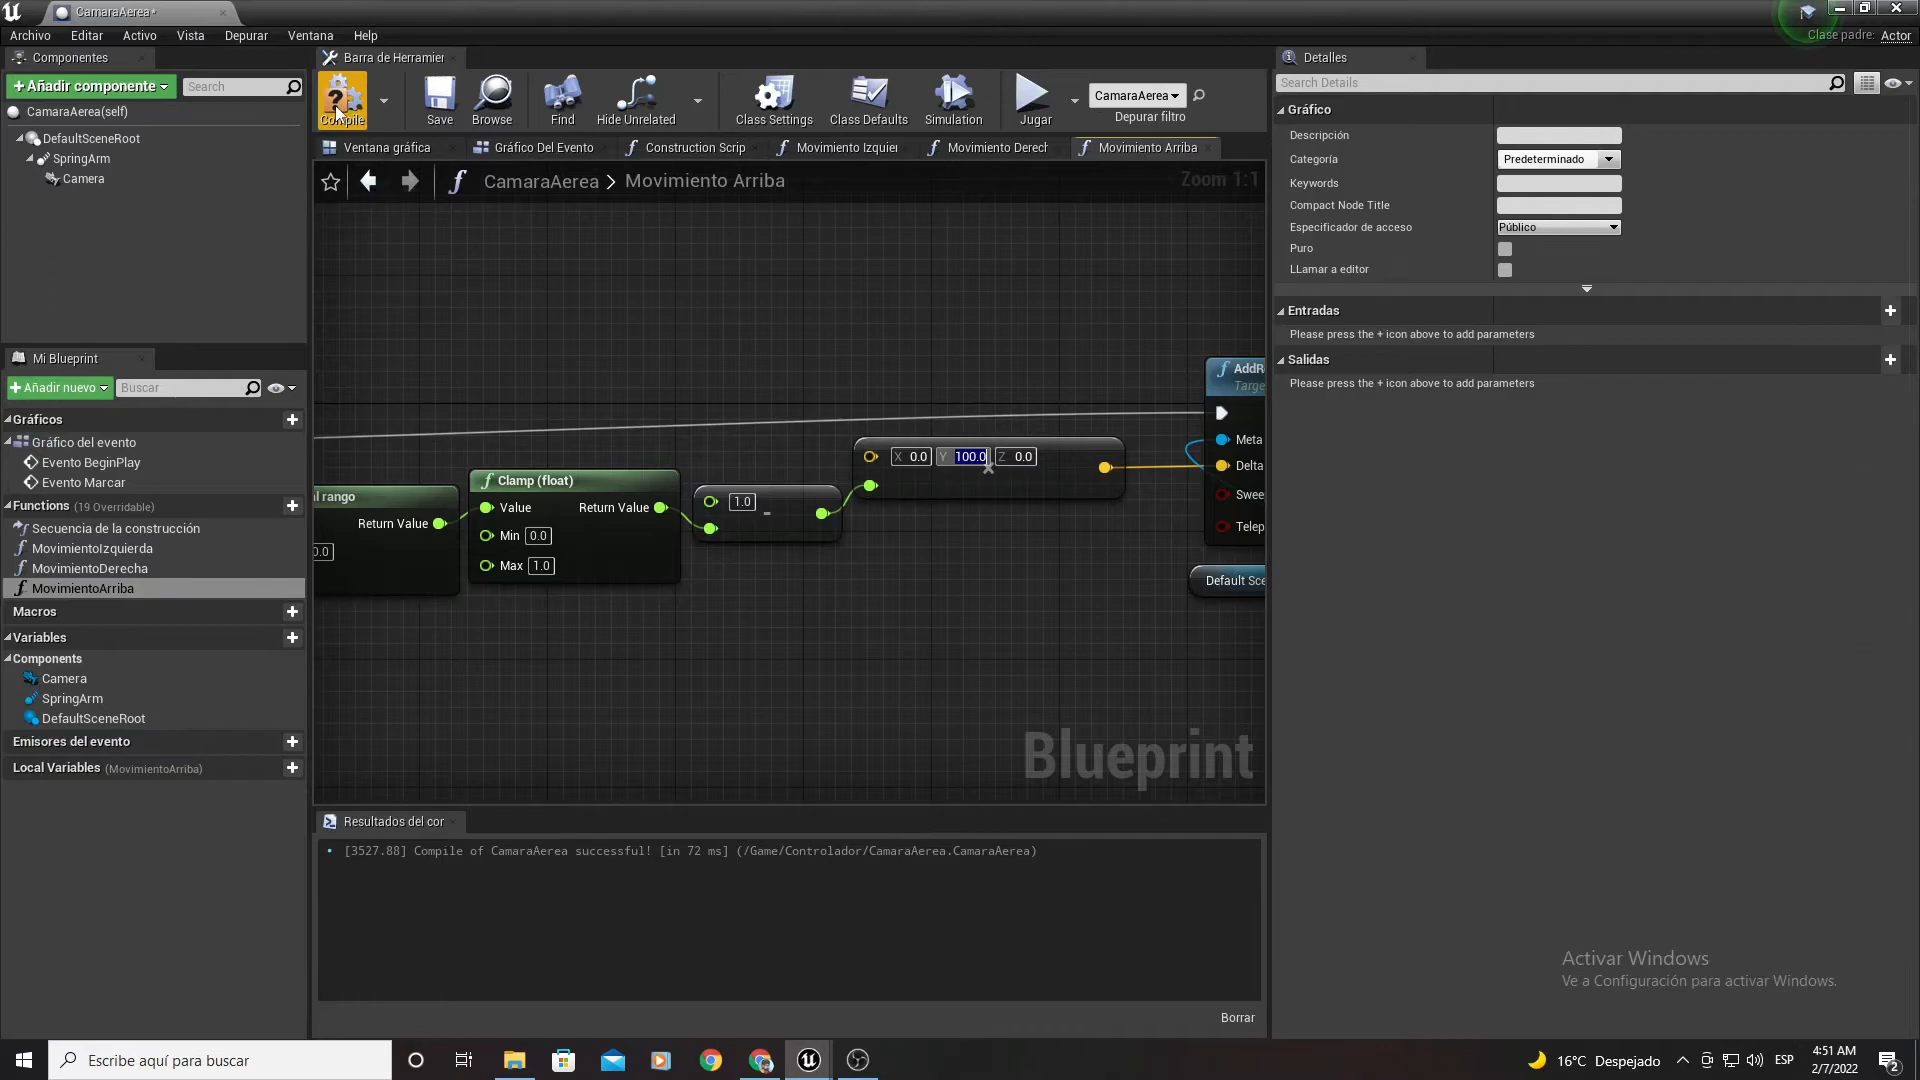 CamaraAerea*
Archivo Editar Activo Vista Depurar Ventana Help
Clase padre: Actor
Componentes
+ Añadir componente
Search
CamaraAerea(self)
DefaultSceneRoot
SpringArm
Camera
Barra de Herramier
Compile
Save
Browse
Find
Hide Unrelated
Class Settings
Class Defaults
Simulation
Jugar
CamaraAerea
Depurar filtro
Ventana gráfica
Gráfico Del Evento
Construction Scrip
Movimiento Izquier
Movimiento Derech
Movimiento Arriba
CamaraAerea > Movimiento Arriba
Zoom 1:1
Mi Blueprint
+ Añadir nuevo
Buscar
Gráficos
Gráfico del evento
Evento BeginPlay
Evento Marcar
Functions (19 Overridable)
Secuencia de la construcción
MovimientoIzquierda
MovimientoDerecha
MovimientoArriba
Macros
Variables
Components
Camera
SpringArm
DefaultSceneRoot
Emisores del evento
Local Variables (MovimientoArriba)
l rango
Return Value
0.0
Clamp (float)
Value
Return Value
Min 0.0
Max 1.0
1.0
-
X 0.0 Y 100.0 Z 0.0
AddR
Targe
Meta
Delta
Swee
Telep
Default Sce
Blueprint
Resultados del cor
[3527.88] Compile of CamaraAerea successful! [in 72 ms] (/Game/Controlador/CamaraAerea.CamaraAerea)
Borrar
Detalles
Search Details
Gráfico
Descripción
Categoría Predeterminado
Keywords
Compact Node Title
Especificador de acceso Público
Puro
LLamar a editor
Entradas
Please press the + icon above to add parameters
Salidas
Please press the + icon above to add parameters
Activar Windows
Ve a Configuración para activar Windows.
Escribe aquí para buscar
16°C Despejado
ESP
4:51 AM
2/7/2022
2